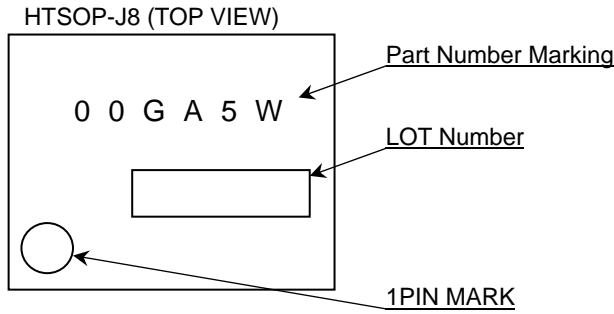 HTSOP-J8 (TOP VIEW)
Part Number Marking
0 0 G A 5 W
LOT Number
1PIN MARK